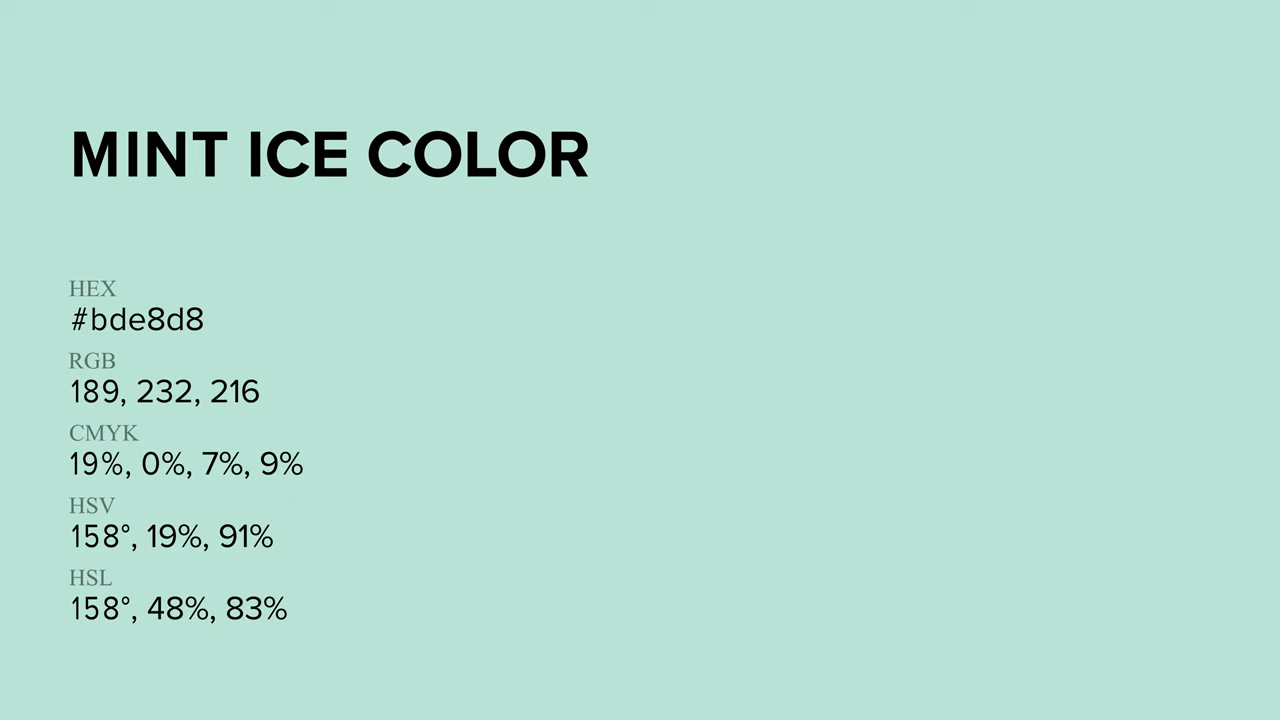 MINT ICE COLOR
HEX
#bde8d8
RGB
189, 232, 216
CMYK
19%, 0%, 7%, 9%
HSV
158°, 19%, 91%
HSL
158°, 48%, 83%